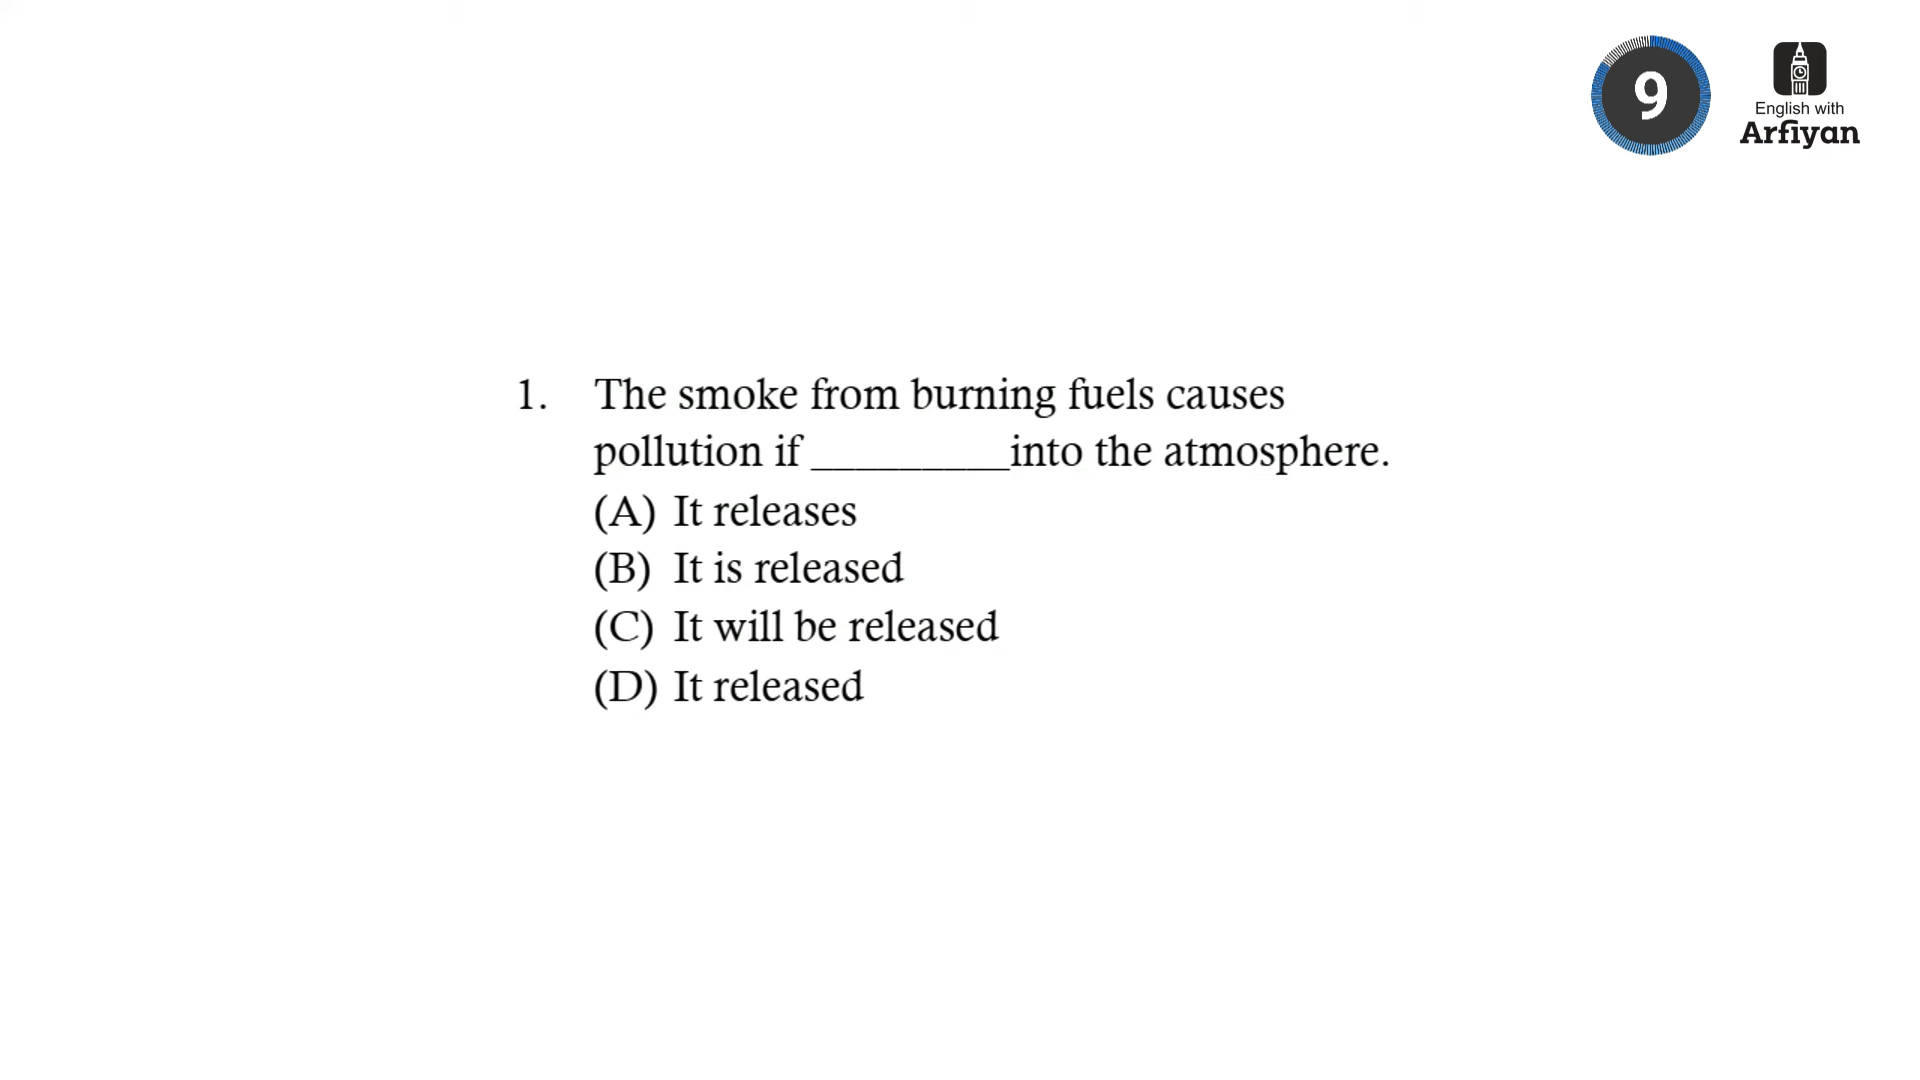 9
English with
Arfiyan
1. The smoke from burning fuels causes
pollution if _________into the atmosphere.
(A) It releases
(B) It is released
(C) It will be released
(D) It released